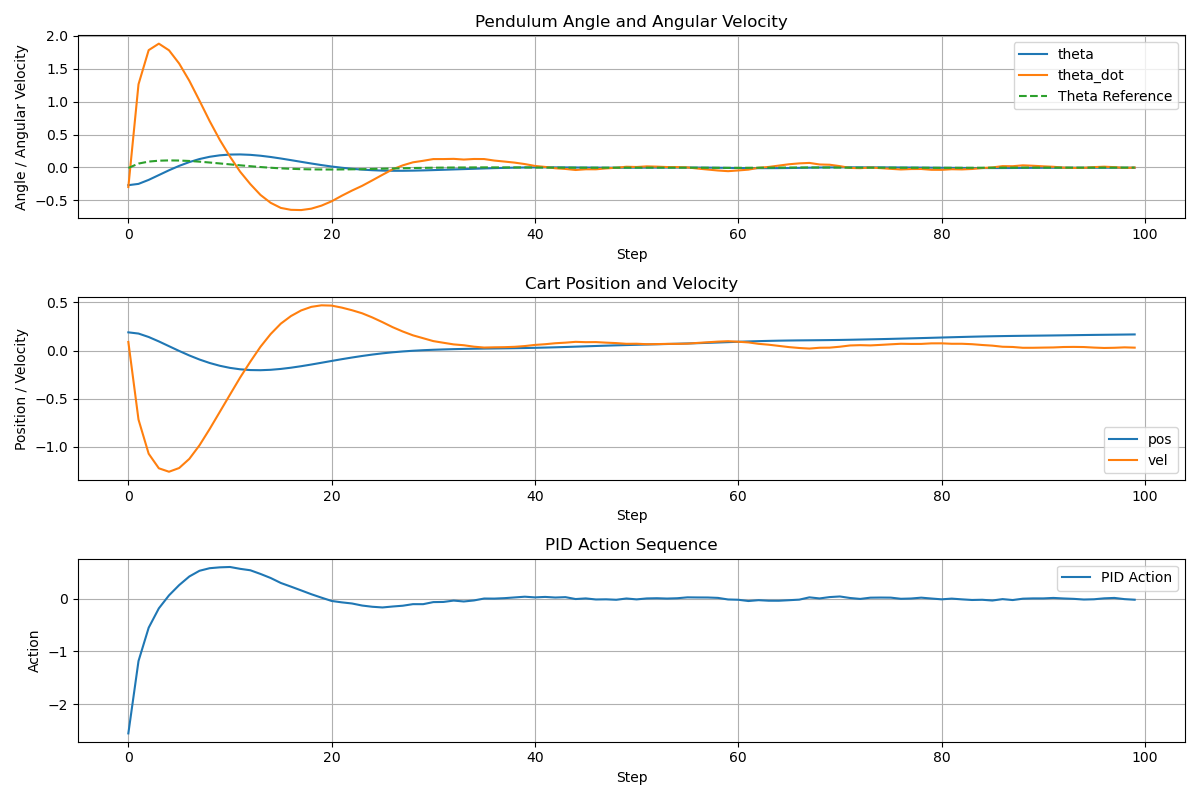 Pendulum Angle and Angular Velocity
Angle / Angular Velocity
2.0
1.5
1.0
0.5
0.0
−0.5
theta
theta_dot
Theta Reference
0 20 40 60 80 100
Step
Cart Position and Velocity
Position / Velocity
0.5
0.0
−0.5
−1.0
pos
vel
0 20 40 60 80 100
Step
PID Action Sequence
Action
0
−1
−2
PID Action
0 20 40 60 80 100
Step